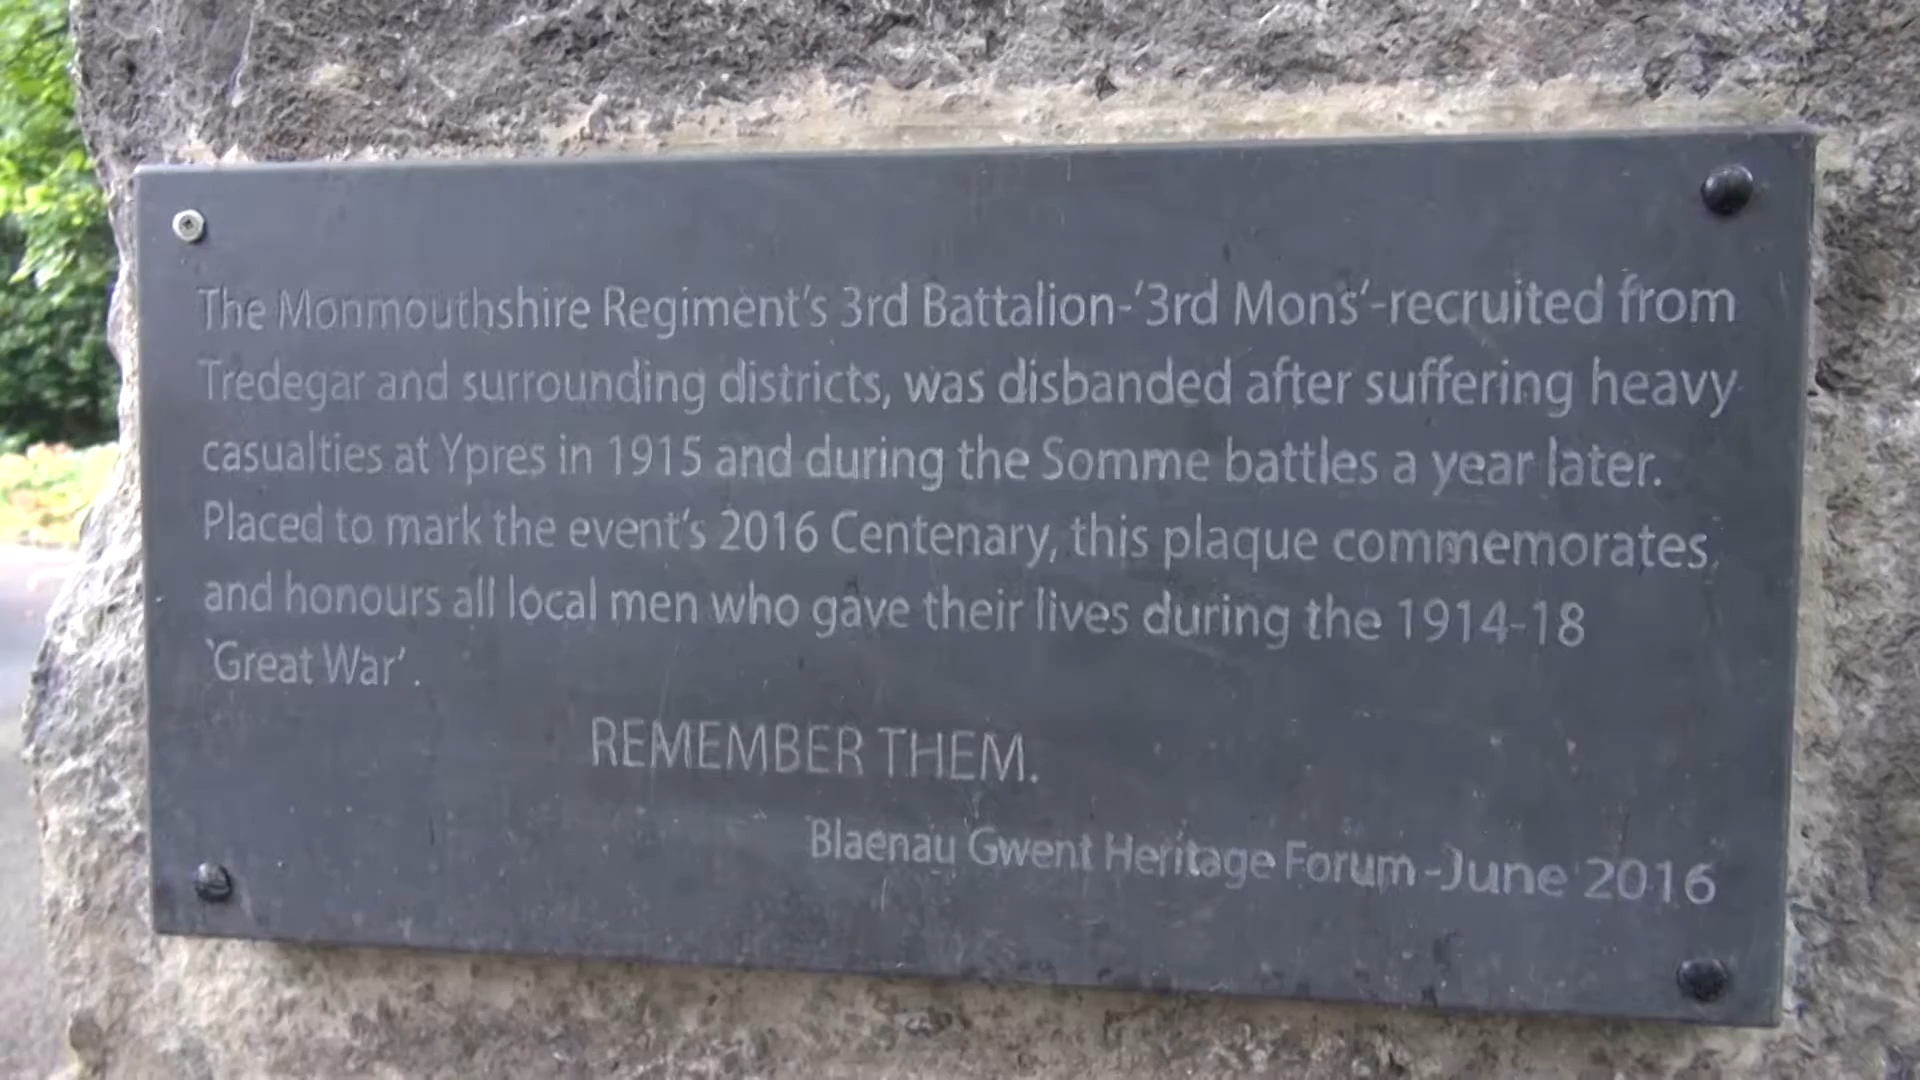 The Monmouthshire Regiment's 3rd Battalion-'3rd Mons'-recruited from
Tredegar and surrounding districts, was disbanded after suffering heavy
casualties at Ypres in 1915 and during the Somme battles a year later.
Placed to mark the event's 2016 Centenary, this plaque commemorates
and honours all local men who gave their lives during the 1914-18
‛Great War'.
REMEMBER THEM.
Blaenau Gwent Heritage Forum-June 2016